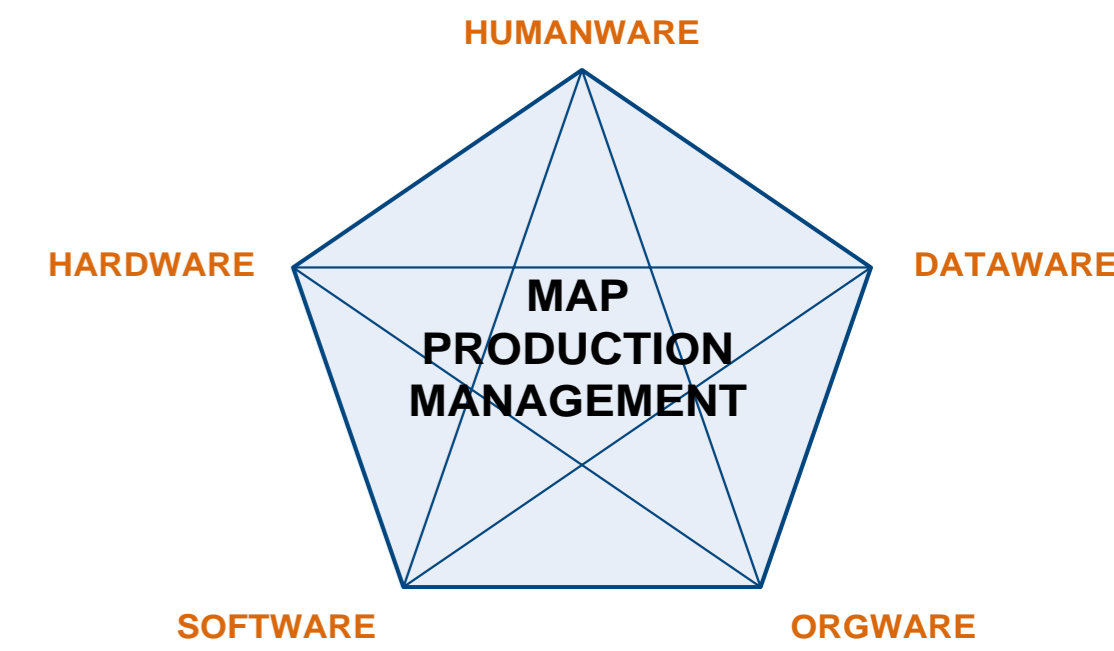 HUMANWARE
HARDWARE
DATAWARE
MAP
PRODUCTION
MANAGEMENT
SOFTWARE
ORGWARE